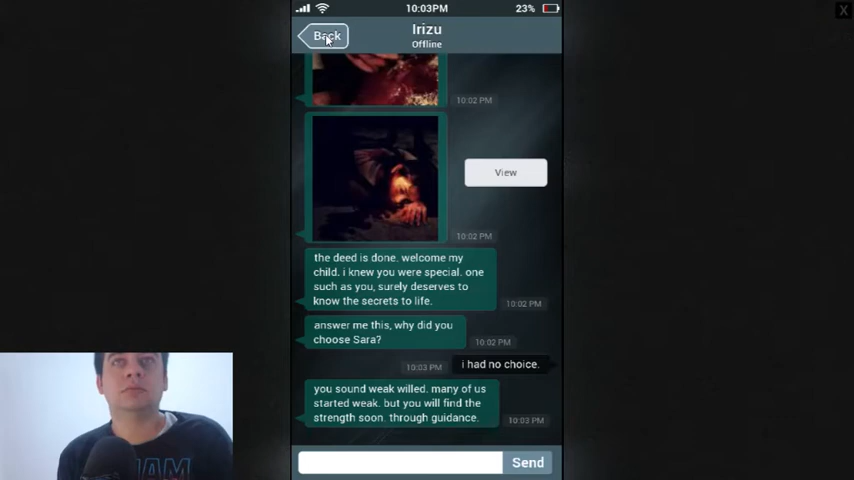 10:03PM
23%
X
Back
Irizu
Offline
10:02 PM
View
10:02 PM
the deed is done. welcome my
child. i knew you were special. one
such as you, surely deserves to
know the secrets to life.
10:02 PM
answer me this, why did you
choose Sara?
10:02 PM
10:03 PM
i had no choice.
you sound weak willed. many of us
started weak. but you will find the
strength soon. through guidance.
10:03 PM
Send